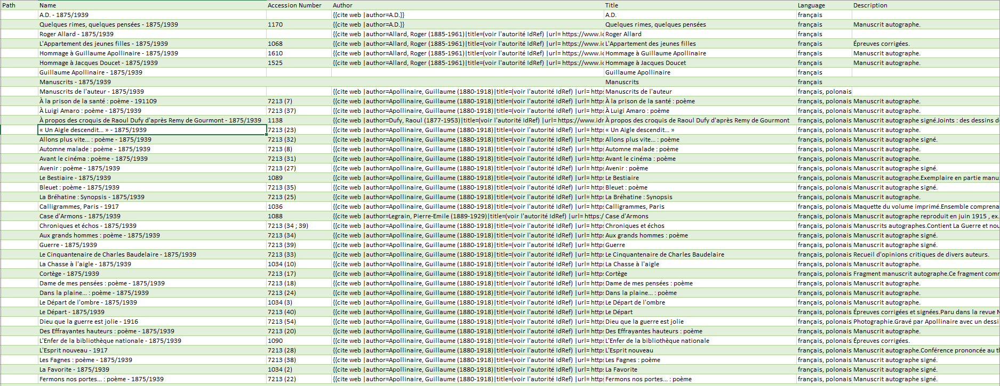 Path Name Accession Number Author Title Language Description
A.D. - 1875/1939 {{cite web |author=A.D.}} A.D. français
Quelques rimes, quelques pensées - 1875/1939 1170 {{cite web |author=A.D.}} Quelques rimes, quelques pensées français Manuscrit autographe.
Roger Allard - 1875/1939 {{cite web |author=Allard, Roger (1885-1961)|title=(voir l'autorité IdRef) |url= https://www.ic Roger Allard français
L'Appartement des jeunes filles - 1875/1939 1068 {{cite web |author=Allard, Roger (1885-1961)|title=(voir l'autorité IdRef) |url= https://www.ic L'Appartement des jeunes filles français Épreuves corrigées.
Hommage à Guillaume Apollinaire - 1875/1939 1610 {{cite web |author=Allard, Roger (1885-1961)|title=(voir l'autorité IdRef) |url= https://www.ic Hommage à Guillaume Apollinaire français Manuscrit autographe.
Hommage à Jacques Doucet - 1875/1939 1525 {{cite web |author=Allard, Roger (1885-1961)|title=(voir l'autorité IdRef) |url= https://www.ic Hommage à Jacques Doucet français Manuscrit autographe.
Guillaume Apollinaire - 1875/1939 Guillaume Apollinaire français
Manuscrits - 1875/1939 Manuscrits français
Manuscrits de l'auteur - 1875/1939 {{cite web |author=Apollinaire, Guillaume (1880-1918)|title=(voir l'autorité IdRef) |url= https Manuscrits de l'auteur français, polonais
À la prison de la santé : poème - 191109 7213 (7) {{cite web |author=Apollinaire, Guillaume (1880-1918)|title=(voir l'autorité IdRef) |url= https À la prison de la santé : poème français, polonais Manuscrit autographe.
À Luigi Amaro : poème - 1875/1939 7213 (37) {{cite web |author=Apollinaire, Guillaume (1880-1918)|title=(voir l'autorité IdRef) |url= https À Luigi Amaro : poème français, polonais Manuscrit autographe.
À propos des croquis de Raoul Dufy d'après Remy de Gourmont - 1875/1939 1138 {{cite web |author=Dufy, Raoul (1877-1953)|title=(voir l'autorité IdRef) |url= https://www.idr À propos des croquis de Raoul Dufy d'après Remy de Gourmont français, polonais Manuscrit autographe signé.Joints : des dessins d
« Un Aigle descendit... » - 1875/1939 7213 (23) {{cite web |author=Apollinaire, Guillaume (1880-1918)|title=(voir l'autorité IdRef) |url= https « Un Aigle descendit... » français, polonais Manuscrit autographe.
Allons plus vite... : poème - 1875/1939 7213 (32) {{cite web |author=Apollinaire, Guillaume (1880-1918)|title=(voir l'autorité IdRef) |url= https Allons plus vite... : poème français, polonais Manuscrit autographe signé.
Automne malade : poème - 1875/1939 7213 (8) {{cite web |author=Apollinaire, Guillaume (1880-1918)|title=(voir l'autorité IdRef) |url= https Automne malade : poème français, polonais Manuscrit autographe.
Avant le cinéma : poème - 1875/1939 7213 (31) {{cite web |author=Apollinaire, Guillaume (1880-1918)|title=(voir l'autorité IdRef) |url= https Avant le cinéma : poème français, polonais Manuscrit autographe.
Avenir : poème - 1875/1939 7213 (27) {{cite web |author=Apollinaire, Guillaume (1880-1918)|title=(voir l'autorité IdRef) |url= https Avenir : poème français, polonais Manuscrit autographe signé.
Le Bestiaire - 1875/1939 1089 {{cite web |author=Apollinaire, Guillaume (1880-1918)|title=(voir l'autorité IdRef) |url= https Le Bestiaire français, polonais Manuscrit autographe.Exemplaire en partie manu
Bleuet : poème - 1875/1939 7213 (35) {{cite web |author=Apollinaire, Guillaume (1880-1918)|title=(voir l'autorité IdRef) |url= https Bleuet : poème français, polonais Manuscrit autographe signé.
La Bréhatine : Synopsis - 1875/1939 7213 (25) {{cite web |author=Apollinaire, Guillaume (1880-1918)|title=(voir l'autorité IdRef) |url= https La Bréhatine : Synopsis français, polonais Manuscrit autographe.
Calligrammes, Paris - 1917 1036 {{cite web |author=Apollinaire, Guillaume (1880-1918)|title=(voir l'autorité IdRef) |url= https Calligrammes, Paris français, polonais Maquette du volume imprimé.Ensemble comprena
Case d'Armons - 1875/1939 1088 {{cite web |author=Legrain, Pierre-Emile (1889-1929)|title=(voir l'autorité IdRef) |url= https:/ Case d'Armons français, polonais Manuscrit autographe reproduit en juin 1915 , ex.
Chroniques et échos - 1875/1939 7213 (34 ; 39) {{cite web |author=Apollinaire, Guillaume (1880-1918)|title=(voir l'autorité IdRef) |url= https Chroniques et échos français, polonais Manuscrits autographes.Contient La Guerre et nou
Aux grands hommes : poème - 1875/1939 7213 (34) {{cite web |author=Apollinaire, Guillaume (1880-1918)|title=(voir l'autorité IdRef) |url= https Aux grands hommes : poème français, polonais Manuscrit autographe signé.
Guerre - 1875/1939 7213 (39) {{cite web |author=Apollinaire, Guillaume (1880-1918)|title=(voir l'autorité IdRef) |url= https Guerre français, polonais Manuscrit autographe signé.
Le Cinquantenaire de Charles Baudelaire - 1875/1939 7213 (33) {{cite web |author=Apollinaire, Guillaume (1880-1918)|title=(voir l'autorité IdRef) |url= https Le Cinquantenaire de Charles Baudelaire français, polonais Recueil d'opinions critiques de divers auteurs.
La Chasse à l'aigle - 1875/1939 1034 (10) {{cite web |author=Apollinaire, Guillaume (1880-1918)|title=(voir l'autorité IdRef) |url= https La Chasse à l'aigle français, polonais Manuscrit autographe.
Cortège - 1875/1939 7213 (17) {{cite web |author=Apollinaire, Guillaume (1880-1918)|title=(voir l'autorité IdRef) |url= https Cortège français, polonais Fragment manuscrit autographe.Ce fragment comr
Dame de mes pensées : poème - 1875/1939 7213 (18) {{cite web |author=Apollinaire, Guillaume (1880-1918)|title=(voir l'autorité IdRef) |url= https Dame de mes pensées : poème français, polonais Manuscrit autographe.
Dans la plaine... : poème - 1875/1939 7213 (24) {{cite web |author=Apollinaire, Guillaume (1880-1918)|title=(voir l'autorité IdRef) |url= https Dans la plaine... : poème français, polonais Manuscrit autographe.
Le Départ de l'ombre - 1875/1939 1034 (3) {{cite web |author=Apollinaire, Guillaume (1880-1918)|title=(voir l'autorité IdRef) |url= https Le Départ de l'ombre français, polonais Manuscrit autographe.
Le Départ - 1875/1939 7213 (40) {{cite web |author=Apollinaire, Guillaume (1880-1918)|title=(voir l'autorité IdRef) |url= https Le Départ français, polonais Épreuves corrigées et signées.Paru dans la revue N
Dieu que la guerre est jolie - 1916 7213 (54) {{cite web |author=Apollinaire, Guillaume (1880-1918)|title=(voir l'autorité IdRef) |url= https Dieu que la guerre est jolie français, polonais Photographie.Gravé par Apollinaire avec un dessi
Des Effrayantes hauteurs : poème - 1875/1939 7213 (20) {{cite web |author=Apollinaire, Guillaume (1880-1918)|title=(voir l'autorité IdRef) |url= https Des Effrayantes hauteurs : poème français, polonais Manuscrit autographe.
L'Enfer de la bibliothèque nationale - 1875/1939 1090 {{cite web |author=Apollinaire, Guillaume (1880-1918)|title=(voir l'autorité IdRef) |url= https L'Enfer de la bibliothèque nationale français, polonais Épreuves corrigées.
L'Esprit nouveau - 1917 7213 (28) {{cite web |author=Apollinaire, Guillaume (1880-1918)|title=(voir l'autorité IdRef) |url= https L'Esprit nouveau français, polonais Manuscrit autographe.Conférence prononcée au tl
Les Fagnes : poème - 1875/1939 7213 (38) {{cite web |author=Apollinaire, Guillaume (1880-1918)|title=(voir l'autorité IdRef) |url= https Les Fagnes : poème français, polonais Manuscrit autographe signé.
La Favorite - 1875/1939 1034 (2) {{cite web |author=Apollinaire, Guillaume (1880-1918)|title=(voir l'autorité IdRef) |url= https La Favorite français, polonais Manuscrit autographe signé.
Fermons nos portes... : poème - 1875/1939 7213 (22) {{cite web |author=Apollinaire, Guillaume (1880-1918)|title=(voir l'autorité IdRef) |url= https Fermons nos portes... : poème français, polonais Manuscrit autographe.